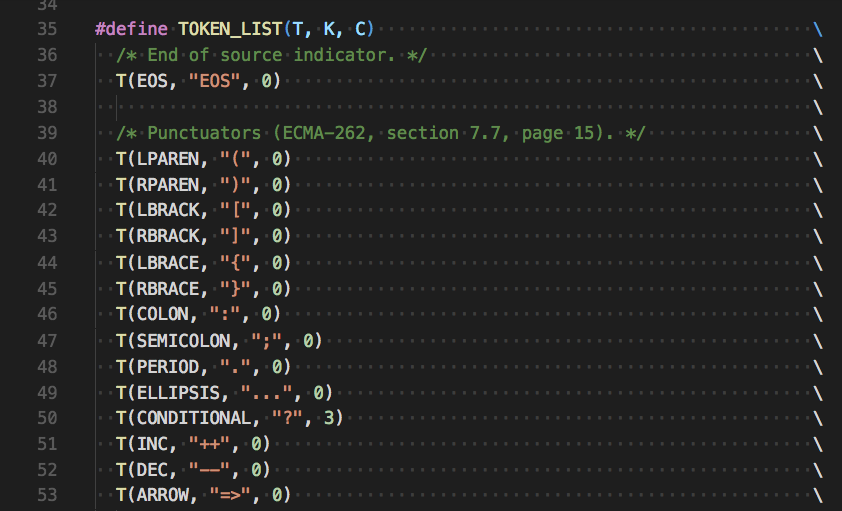 34
35 #define TOKEN_LIST(T, K, C) \
36 /* End of source indicator. */ \
37 T(EOS, "EOS", 0) \
38 \
39 /* Punctuators (ECMA-262, section 7.7, page 15). */ \
40 T(LPAREN, "(", 0) \
41 T(RPAREN, ")", 0) \
42 T(LBRACK, "[", 0) \
43 T(RBRACK, "]", 0) \
44 T(LBRACE, "{", 0) \
45 T(RBRACE, "}", 0) \
46 T(COLON, ":", 0) \
47 T(SEMICOLON, ";", 0) \
48 T(PERIOD, ".", 0) \
49 T(ELLIPSIS, "...", 0) \
50 T(CONDITIONAL, "?", 3) \
51 T(INC, "++", 0) \
52 T(DEC, "--", 0) \
53 T(ARROW, "=>", 0) \